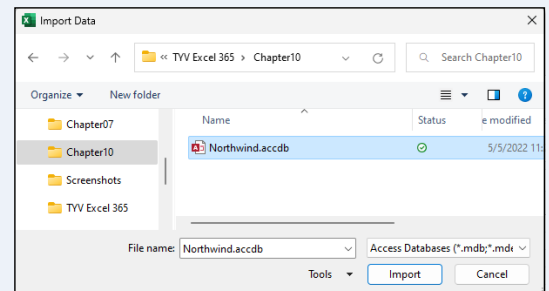 Import Data
« TYV Excel 365 › Chapter10
Search Chapter10
Organize New folder
Name Status e modified
Chapter07
Chapter10
Screenshots
TYV Excel 365
Northwind.accdb 5/5/2022 11:
File name: Northwind.accdb Access Databases (*.mdb;*.mde
Tools Import Cancel